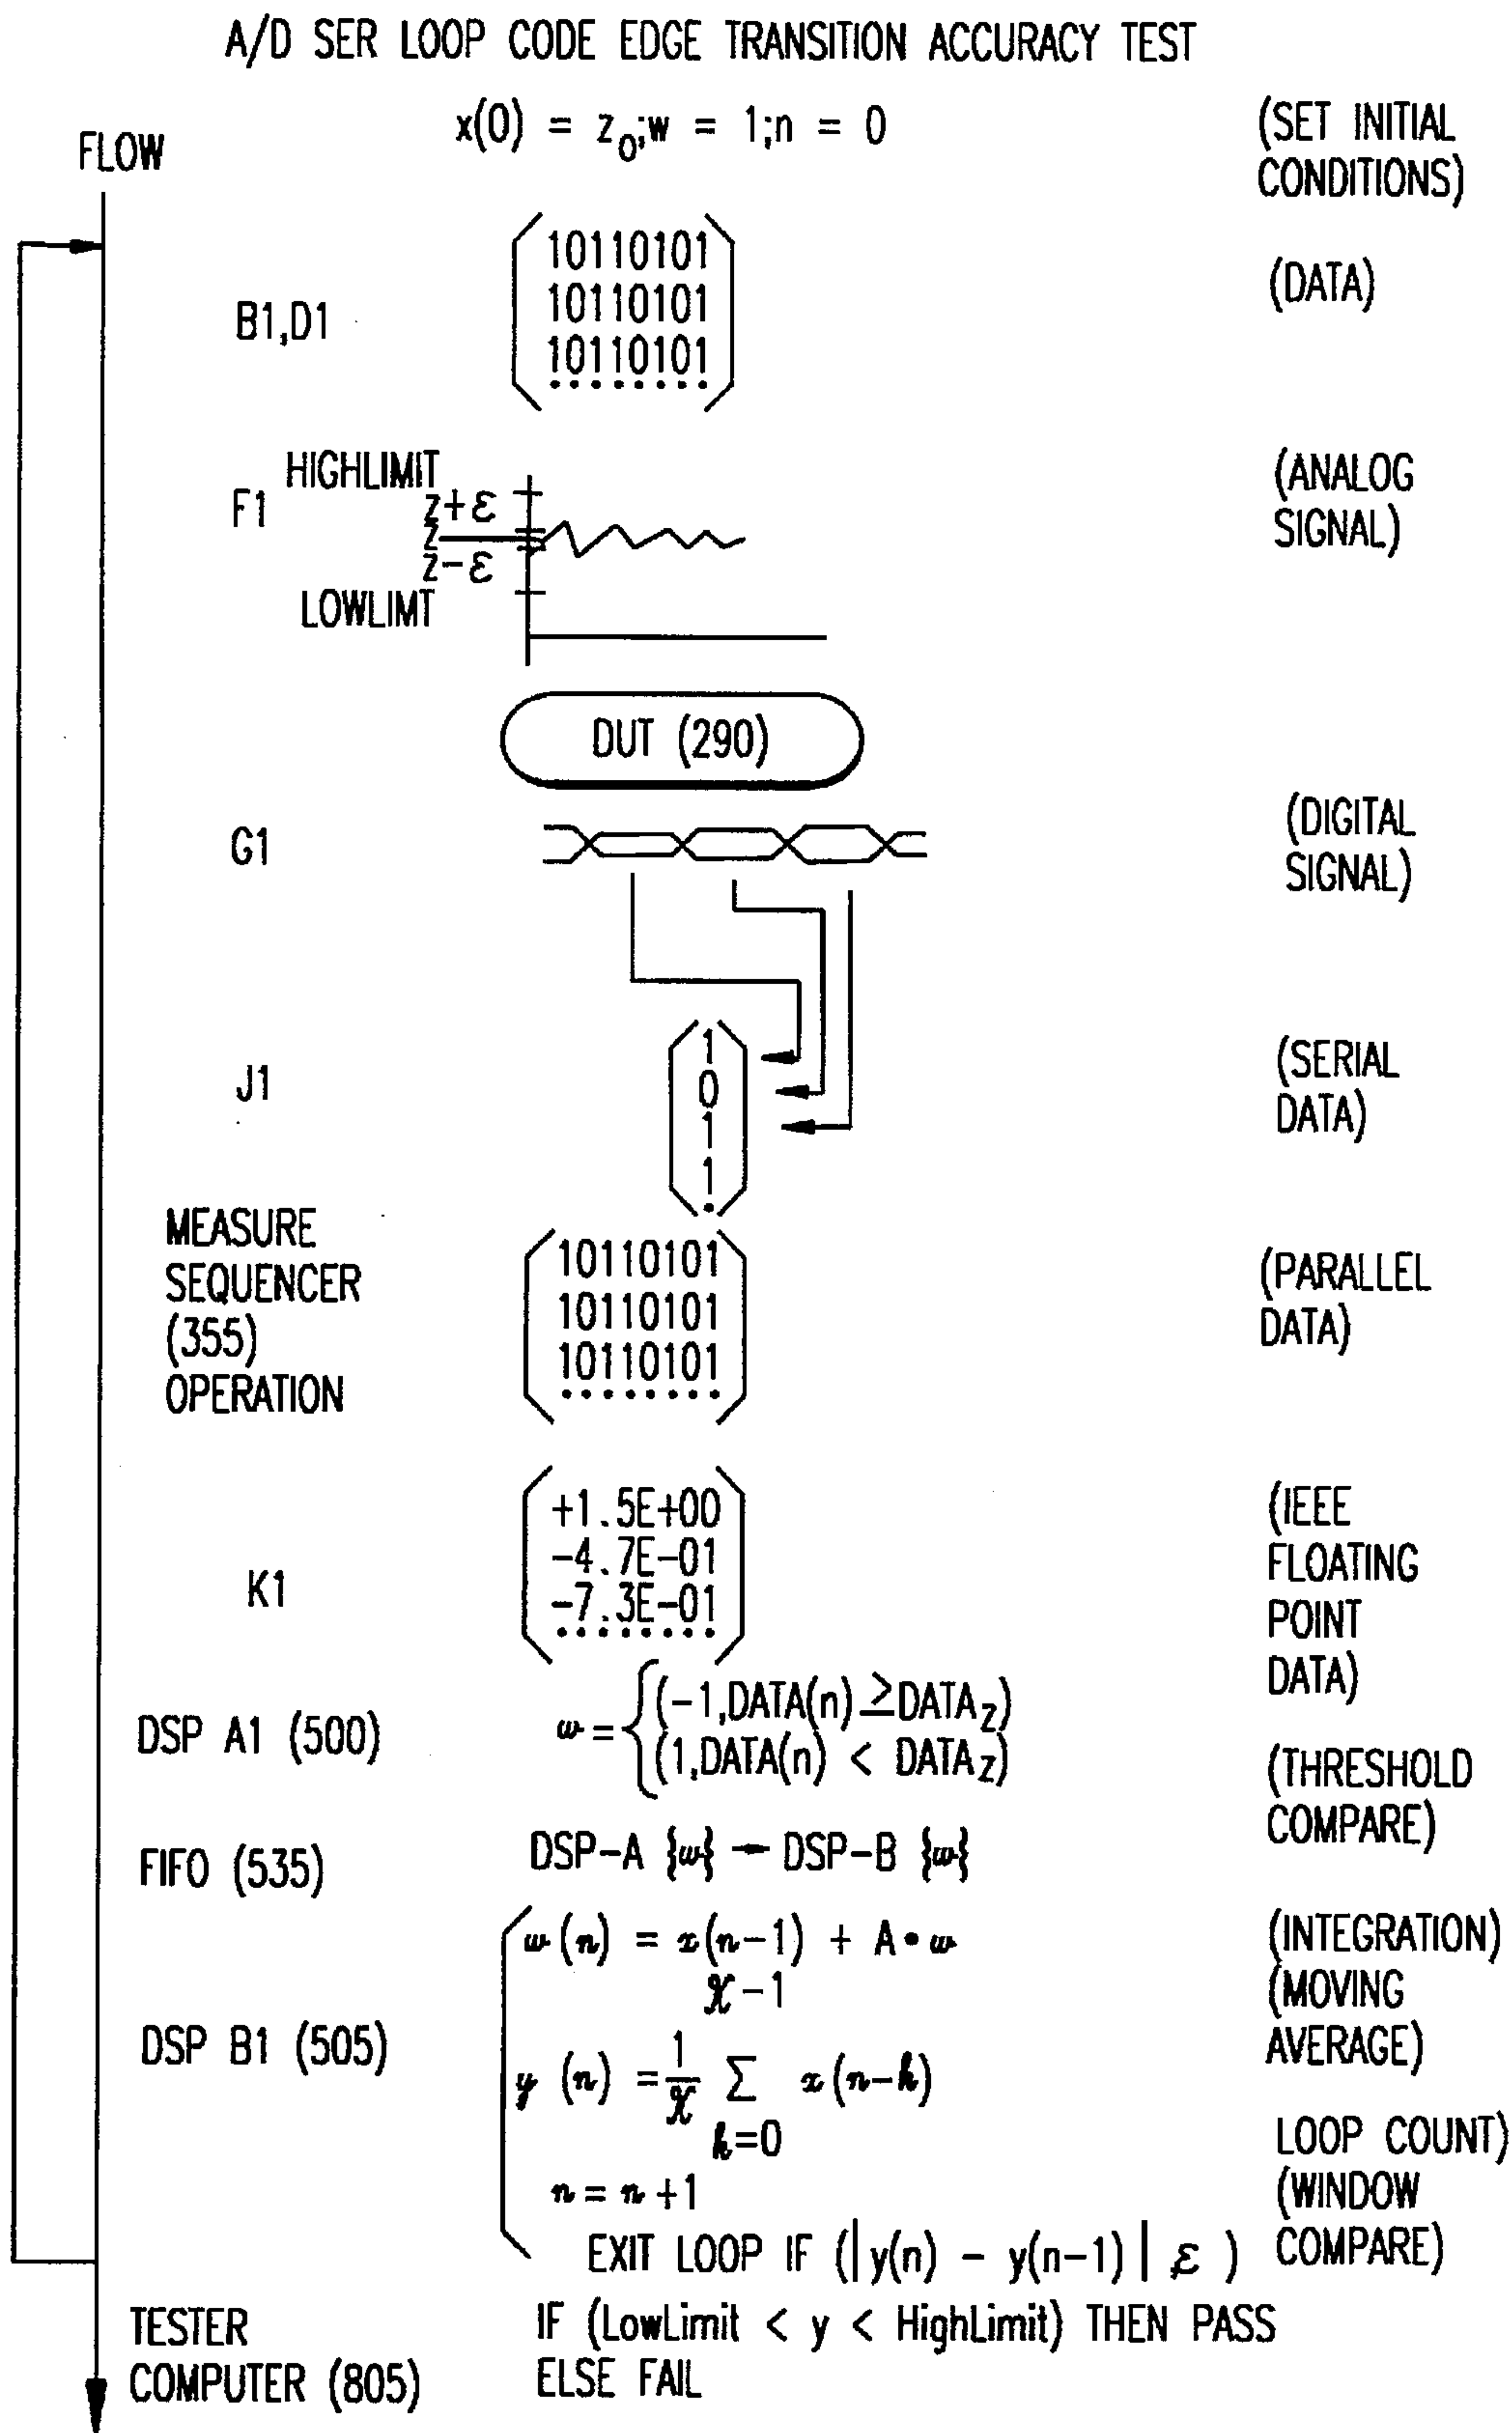 A/D SER LOOP CODE EDGE TRANSITION ACCURACY TEST
FLOW
x(0) = z₀;w = 1;n = 0
(SET INITIAL
CONDITIONS)
B1,D1
10110101
10110101
10110101
........
(DATA)
F1
HIGHLIMIT
z+ε
z
z-ε
LOWLIMT
(ANALOG
SIGNAL)
DUT (290)
G1
(DIGITAL
SIGNAL)
J1
1
0
1
1
.
(SERIAL
DATA)
MEASURE
SEQUENCER
(355)
OPERATION
10110101
10110101
10110101
........
(PARALLEL
DATA)
K1
+1.5E+00
-4.7E-01
-7.3E-01
........
(IEEE
FLOATING
POINT
DATA)
DSP A1 (500)
w = { (-1,DATA(n) ≥ DATA z)
(1,DATA(n) < DATA z)
(THRESHOLD
COMPARE)
FIFO (535)
DSP-A {w} - DSP-B {w}
DSP B1 (505)
w(n) = x(n-1) + A•w
K-1
y (n) = 1/K Σ x(n-k)
k=0
n = n +1
EXIT LOOP IF (|y(n) - y(n-1)| ε )
(INTEGRATION)
(MOVING
AVERAGE)
LOOP COUNT)
(WINDOW
COMPARE)
TESTER
COMPUTER (805)
IF (LowLimit < y < HighLimit) THEN PASS
ELSE FAIL